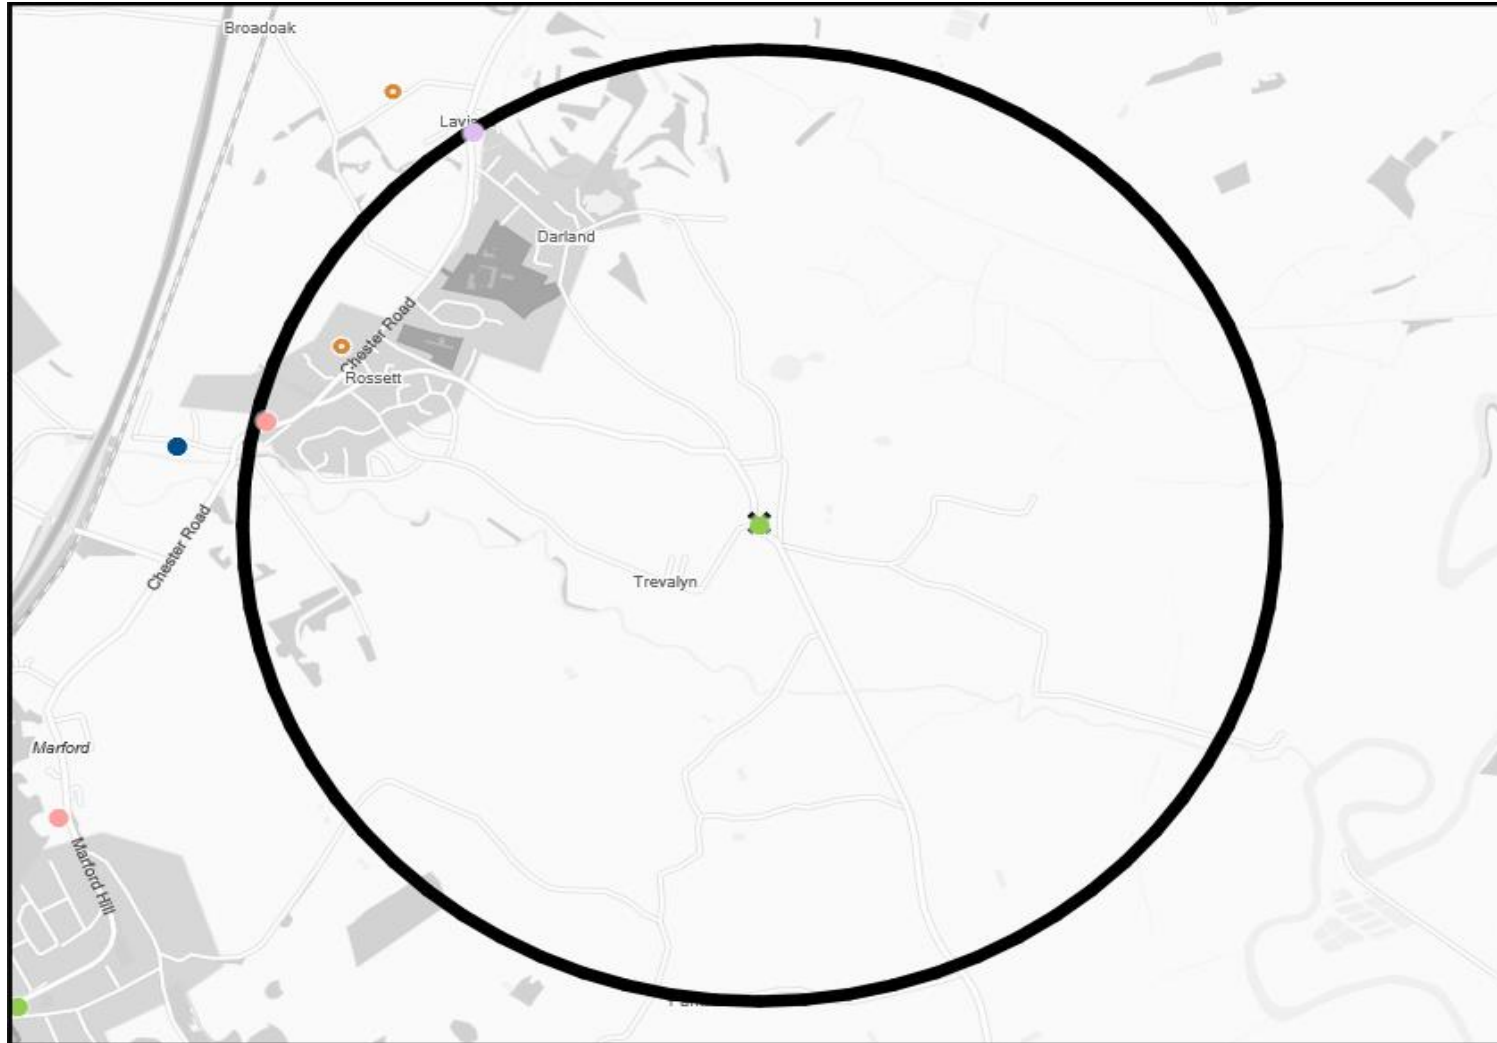 Broadoak
Darland
Chester Road
Rossett
Chester Road
Trevalyn
Marford
Marford Hill